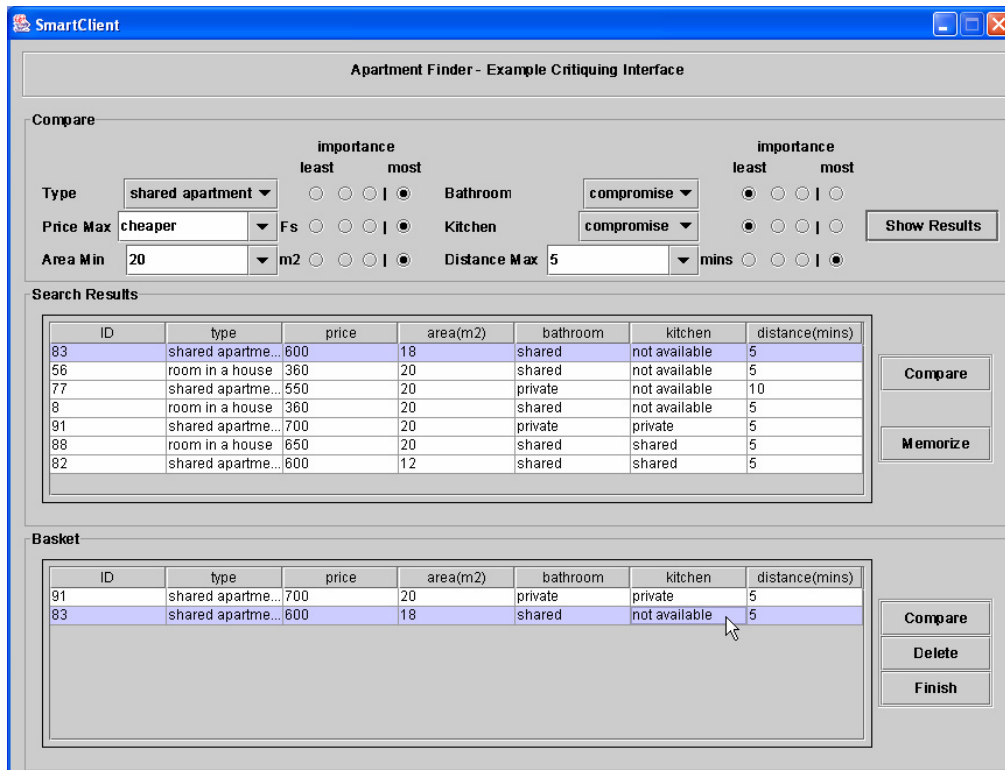 SmartClient
Apartment Finder - Example Critiquing Interface
Compare
importance importance
least most least most
Type shared apartment Bathroom compromise
Price Max cheaper Fs Kitchen compromise Show Results
Area Min 20 m2 Distance Max 5 mins
Search Results
ID type price area(m2) bathroom kitchen distance(mins)
83 shared apartme... 600 18 shared not available 5
56 room in a house 360 20 shared not available 5
77 shared apartme... 550 20 private not available 10
8 room in a house 360 20 shared not available 5
91 shared apartme... 700 20 private private 5
88 room in a house 650 20 shared shared 5
82 shared apartme... 600 12 shared shared 5
Compare
Memorize
Basket
ID type price area(m2) bathroom kitchen distance(mins)
91 shared apartme... 700 20 private private 5
83 shared apartme... 600 18 shared not available 5
Compare
Delete
Finish